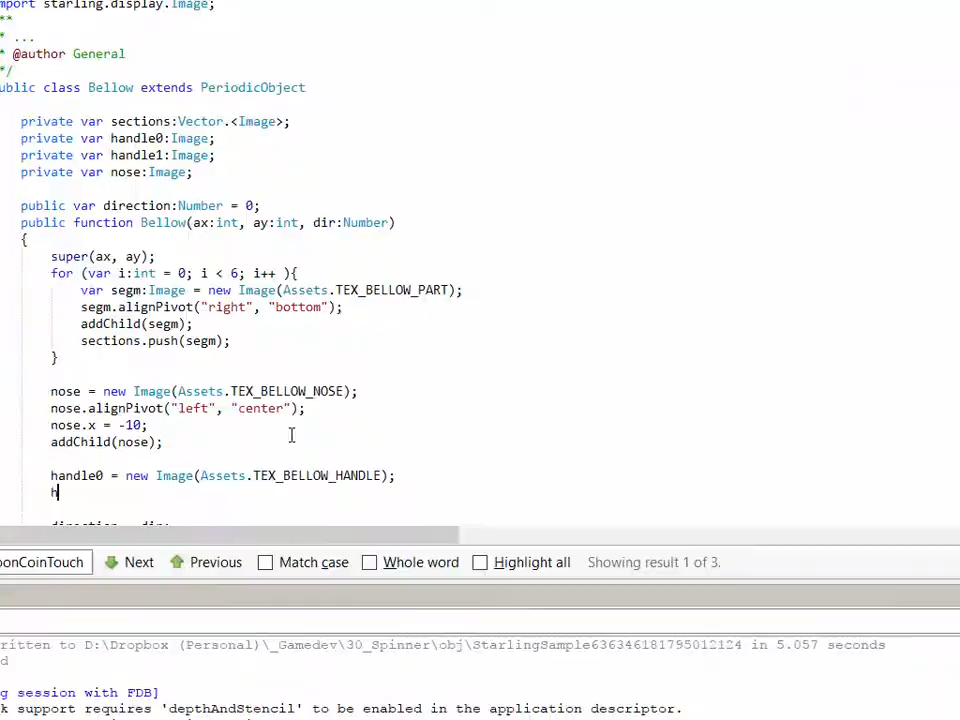 mport starling.display.Image;
**
* ...
* @author General
*/
ublic class Bellow extends PeriodicObject
private var sections:Vector.<Image>;
private var handle0:Image;
private var handle1:Image;
private var nose:Image;
public var direction:Number = 0;
public function Bellow(ax:int, ay:int, dir:Number)
{
super(ax, ay);
for (var i:int = 0; i < 6; i++ ){
var segm:Image = new Image(Assets.TEX_BELLOW_PART);
segm.alignPivot("right", "bottom");
addChild(segm);
sections.push(segm);
}
nose = new Image(Assets.TEX_BELLOW_NOSE);
nose.alignPivot("left", "center");
nose.x = -10;
addChild(nose);
handle0 = new Image(Assets.TEX_BELLOW_HANDLE);
h
direction = dir;
oonCoinTouch Next Previous Match case Whole word Highlight all Showing result 1 of 3.
ritten to D:\Dropbox (Personal)\_Gamedev\30_Spinner\obj\StarlingSample636346181795012124 in 5.057 seconds
d
g session with FDB]
k support requires 'depthAndStencil' to be enabled in the application descriptor.